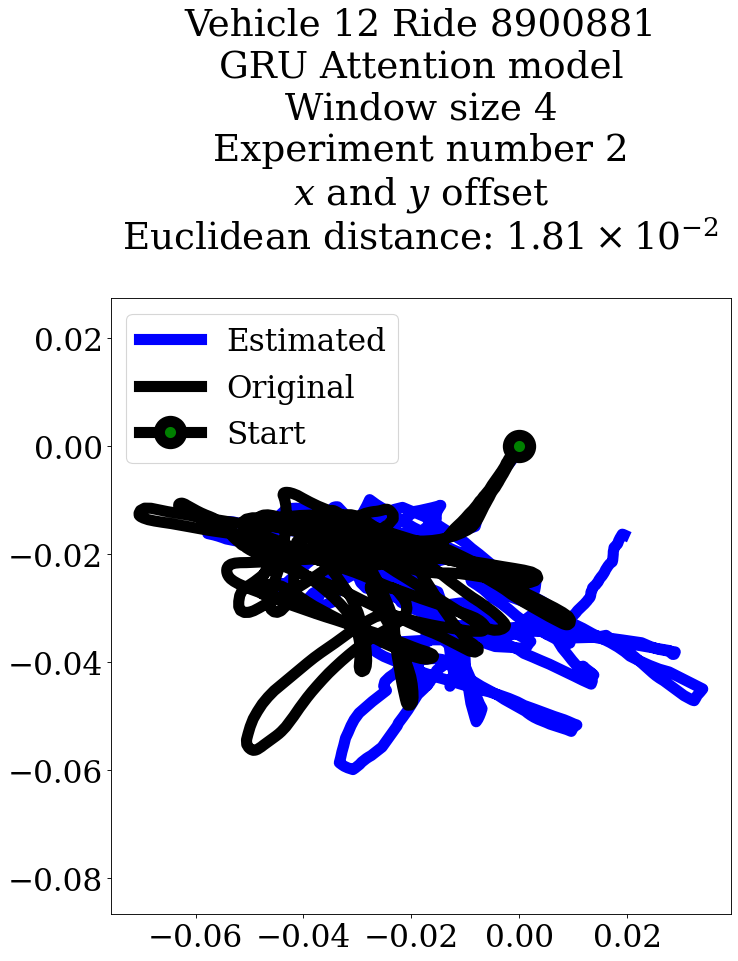 Vehicle 12 Ride 8900881
GRU Attention model
Window size 4
Experiment number 2
x and y offset
Euclidean distance: 1.81 × 10⁻²
Estimated
Original
Start
0.02
0.00
−0.02
−0.04
−0.06
−0.08
−0.06 −0.04 −0.02 0.00 0.02